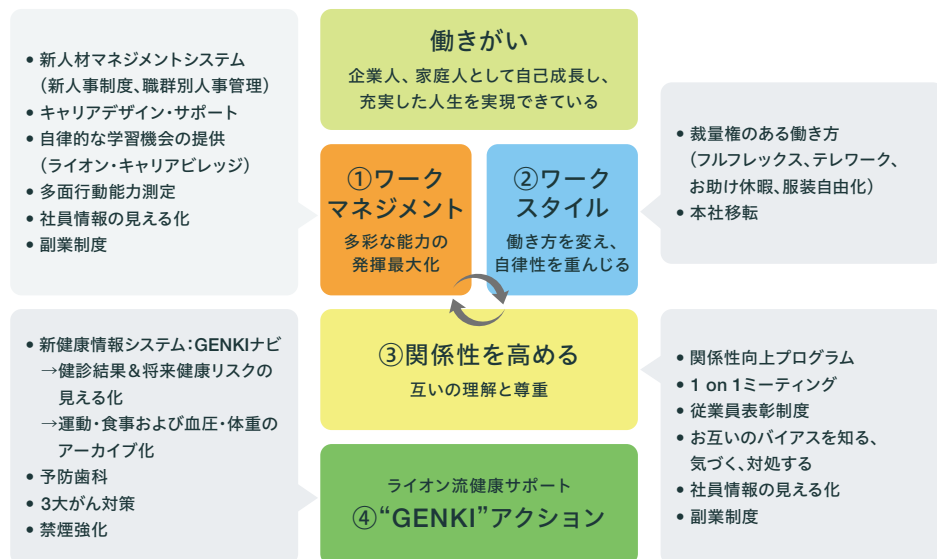 働きがい
企業人、家庭人として自己成長し、
充実した人生を実現できている
• 新人材マネジメントシステム
（新人事制度、職群別人事管理）
• キャリアデザイン・サポート
• 自律的な学習機会の提供
（ライオン・キャリアビレッジ）
• 多面行動能力測定
• 社員情報の見える化
• 副業制度
①ワーク
マネジメント
多彩な能力の
発揮最大化
②ワーク
スタイル
働き方を変え、
自律性を重んじる
• 裁量権のある働き方
（フルフレックス、テレワーク、
お助け休暇、服装自由化）
• 本社移転
③関係性を高める
互いの理解と尊重
• 関係性向上プログラム
• 1 on 1ミーティング
• 従業員表彰制度
• お互いのバイアスを知る、
気づく、対処する
• 社員情報の見える化
• 副業制度
• 新健康情報システム：GENKIナビ
→健診結果＆将来健康リスクの
見える化
→運動・食事および血圧・体重の
アーカイブ化
• 予防歯科
• 3大がん対策
• 禁煙強化
ライオン流健康サポート
④“GENKI”アクション